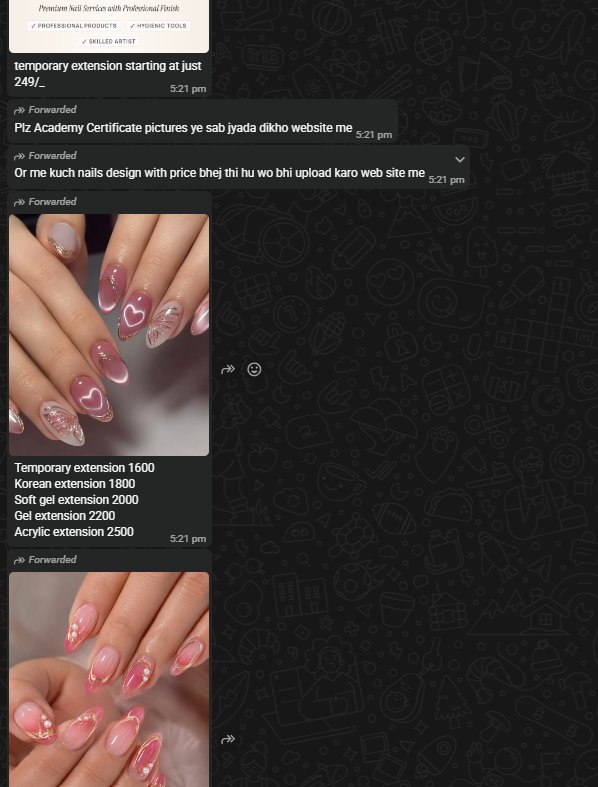 Premium Nail Services with Professional Finish
✓ PROFESSIONAL PRODUCTS ✓ HYGIENIC TOOLS
✓ SKILLED ARTIST
temporary extension starting at just
249/_
5:21 pm
Forwarded
Plz Academy Certificate pictures ye sab jyada dikho website me 5:21 pm
Forwarded
Or me kuch nails design with price bhej thi hu wo bhi upload karo web site me 5:21 pm
Forwarded
Temporary extension 1600
Korean extension 1800
Soft gel extension 2000
Gel extension 2200
Acrylic extension 2500
5:21 pm
Forwarded